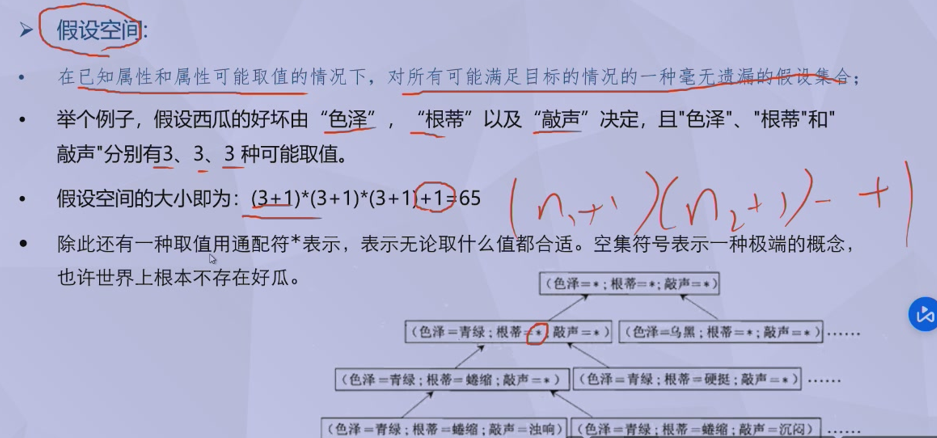 ➢ 假设空间:
• 在已知属性和属性可能取值的情况下，对所有可能满足目标的情况的一种毫无遗漏的假设集合；
• 举个例子，假设西瓜的好坏由“色泽”，“根蒂”以及“敲声”决定，且"色泽"、"根蒂"和"
敲声"分别有3、3、3 种可能取值。
• 假设空间的大小即为：(3+1)*(3+1)*(3+1)+1=65
(n₁+1)(n₂+1)- +1
• 除此还有一种取值用通配符*表示，表示无论取什么值都合适。空集符号表示一种极端的概念，
也许世界上根本不存在好瓜。
(色泽=*;根蒂=*;敲声=*)
(色泽=青绿;根蒂=*;敲声=*) (色泽=乌黑;根蒂=*;敲声=*) ……
(色泽=青绿;根蒂=蜷缩;敲声=*) (色泽=青绿;根蒂=硬挺;敲声=*) ……
(色泽=青绿;根蒂=蜷缩;敲声=浊响) (色泽=青绿;根蒂=蜷缩;敲声=沉闷) ……